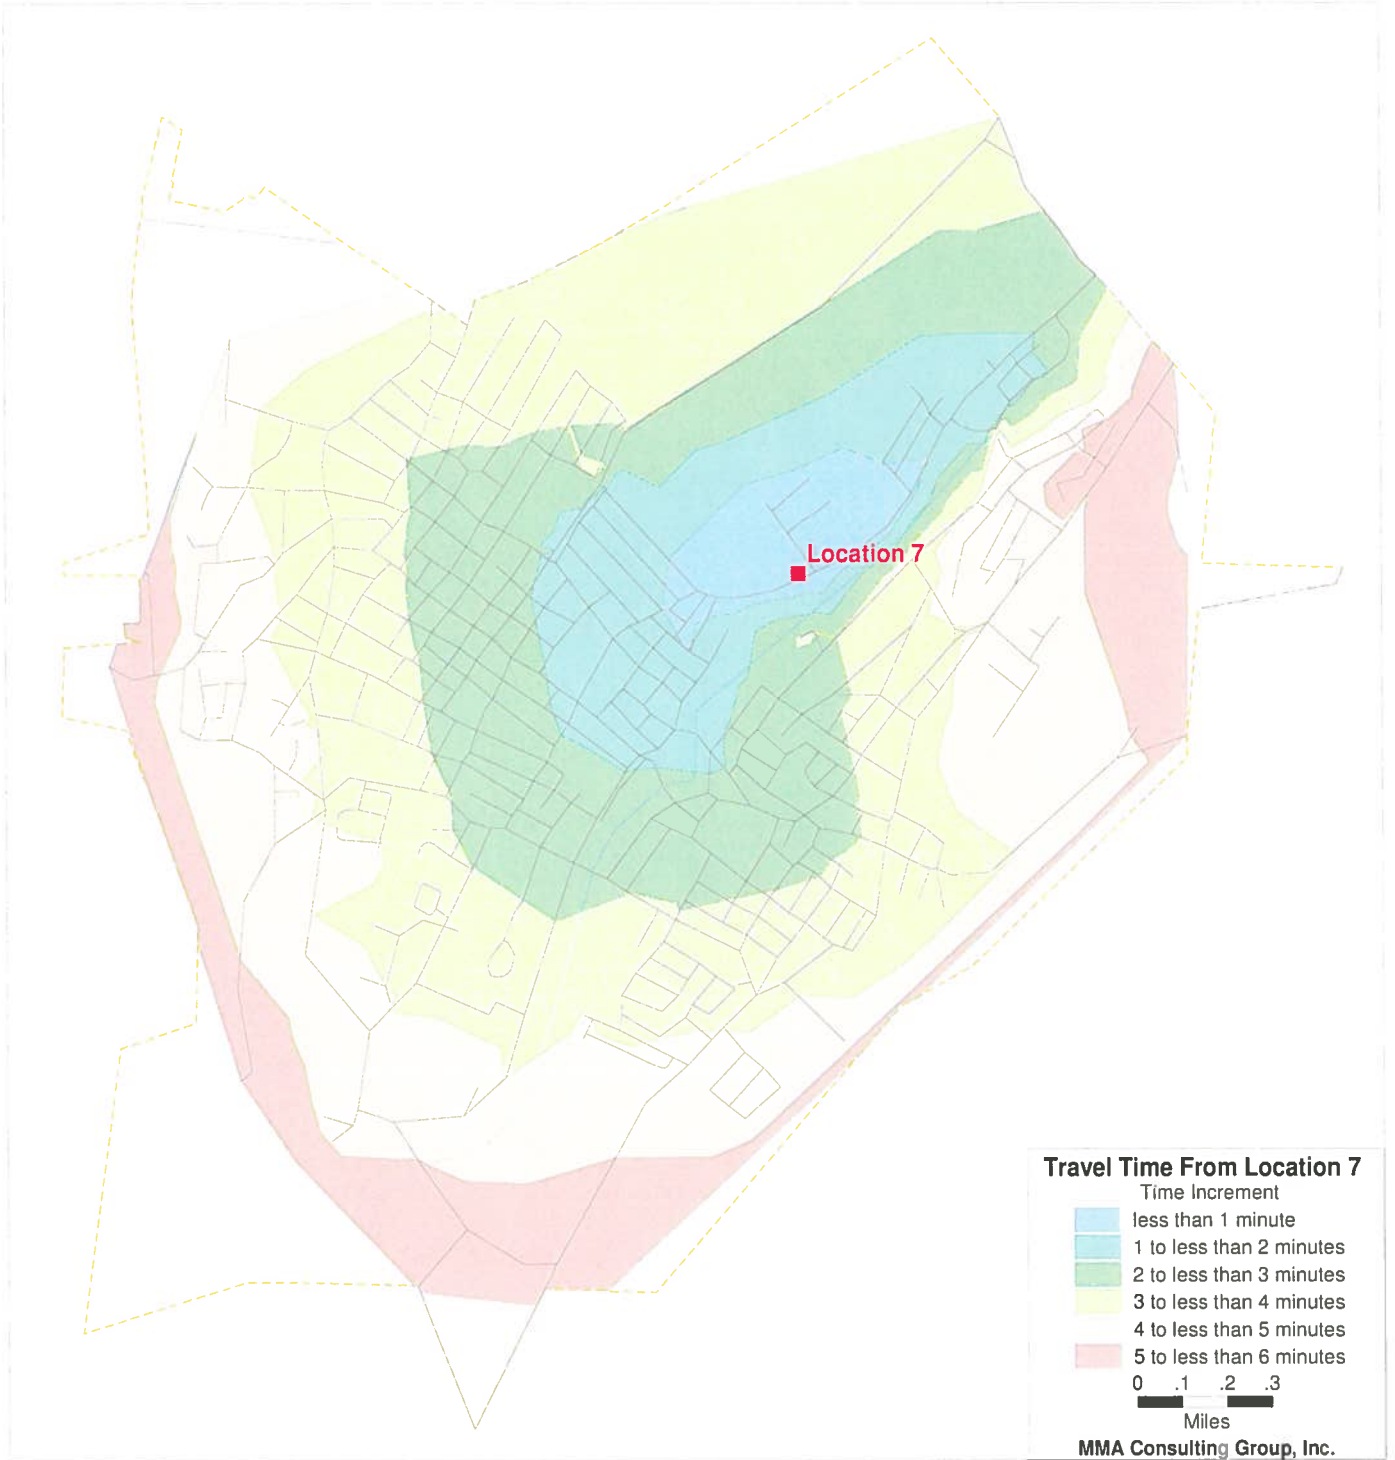 Location 7
Travel Time From Location 7
Time Increment
less than 1 minute
1 to less than 2 minutes
2 to less than 3 minutes
3 to less than 4 minutes
4 to less than 5 minutes
5 to less than 6 minutes
0 .1 .2 .3
Miles
MMA Consulting Group, Inc.